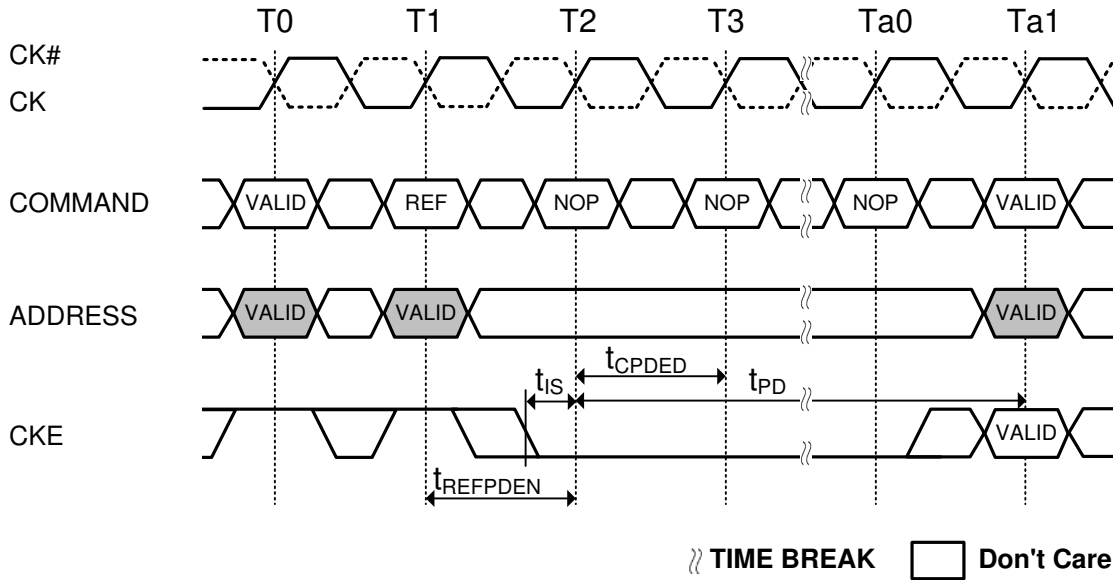 T0 T1 T2 T3 Ta0 Ta1
CK#
CK
COMMAND VALID REF NOP NOP NOP VALID
ADDRESS VALID VALID VALID
tCPDED
tIS tPD
CKE VALID
tREFPDEN
TIME BREAK Don't Care